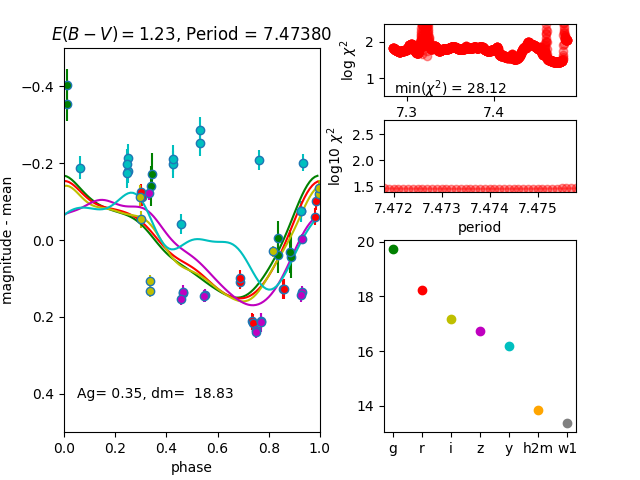 E(B − V) = 1.23, Period = 7.47380
magnitude - mean
−0.4
−0.2
0.0
0.2
0.4
Ag= 0.35, dm= 18.83
0.0 0.2 0.4 0.6 0.8 1.0
phase
log χ²
2
1
min(χ²) = 28.12
7.3 7.4
log10 χ²
2.5
2.0
1.5
7.472 7.473 7.474 7.475
period
20
18
16
14
g r i z y h2m w1